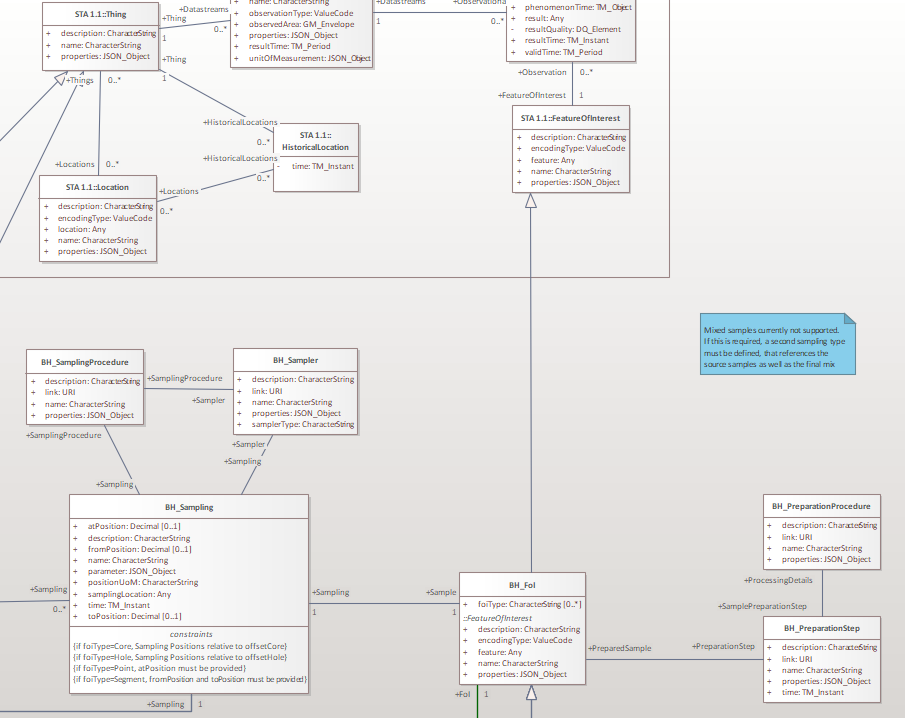 STA 1.1::Thing
+ description: CharacterString
+ name: CharacterString
+ properties: JSON_Object
+Thing
1
+Datastreams
0..*
name: CharacterString
+ observationType: ValueCode
+ observedArea: GM_Envelope
+ properties: JSON_Object
+ resultTime: TM_Period
+ unitOfMeasurement: JSON_Object
+Datastreams
1
+Observations
0..*
+ phenomenonTime: TM_Object
+ result: Any
- resultQuality: DQ_Element
+ resultTime: TM_Instant
+ validTime: TM_Period
+Things
0..*
+Thing
1
+Observation
0..*
+FeatureOfInterest
1
+HistoricalLocations
0..*
STA 1.1::
HistoricalLocation
- time: TM_Instant
+HistoricalLocations
0..*
STA 1.1::FeatureOfInterest
+ description: CharacterString
+ encodingType: ValueCode
+ feature: Any
+ name: CharacterString
+ properties: JSON_Object
+Locations
0..*
STA 1.1::Location
+ description: CharacterString
+ encodingType: ValueCode
+ location: Any
+ name: CharacterString
+ properties: JSON_Object
+Locations
0..*
Mixed samples currently not supported.
If this is required, a second sampling type
must be defined, that references the
source samples as well as the final mix
BH_SamplingProcedure
+ description: CharacterString
+ link: URI
+ name: CharacterString
+ properties: JSON_Object
+SamplingProcedure
+Sampler
BH_Sampler
+ description: CharacterString
+ link: URI
+ name: CharacterString
+ properties: JSON_Object
+ samplerType: CharacterString
+SamplingProcedure
+Sampling
+Sampler
+Sampling
BH_Sampling
+ atPosition: Decimal [0..1]
+ description: CharacterString
+ fromPosition: Decimal [0..1]
+ name: CharacterString
+ parameter: JSON_Object
+ positionUoM: CharacterString
+ samplingLocation: Any
+ time: TM_Instant
+ toPosition: Decimal [0..1]
constraints
{if foiType=Core, Sampling Positions relative to offsetCore}
{if foiType=Hole, Sampling Positions relative to offsetHole}
{if foiType=Point, atPosition must be provided}
{if foiType=Segment, fromPosition and toPosition must be provided}
+Sampling
0..*
+Sampling
1
+Sampling
1
+Sample
1
BH_FoI
+ foiType: CharacterString [0..*]
::FeatureOfInterest
+ description: CharacterString
+ encodingType: ValueCode
+ feature: Any
+ name: CharacterString
+ properties: JSON_Object
+FoI
1
+PreparedSample
+PreparationStep
BH_PreparationProcedure
+ description: CharacterString
+ link: URI
+ name: CharacterString
+ properties: JSON_Object
+ProcessingDetails
+SamplePreparationStep
BH_PreparationStep
+ description: CharacterString
+ link: URI
+ name: CharacterString
+ properties: JSON_Object
+ time: TM_Instant